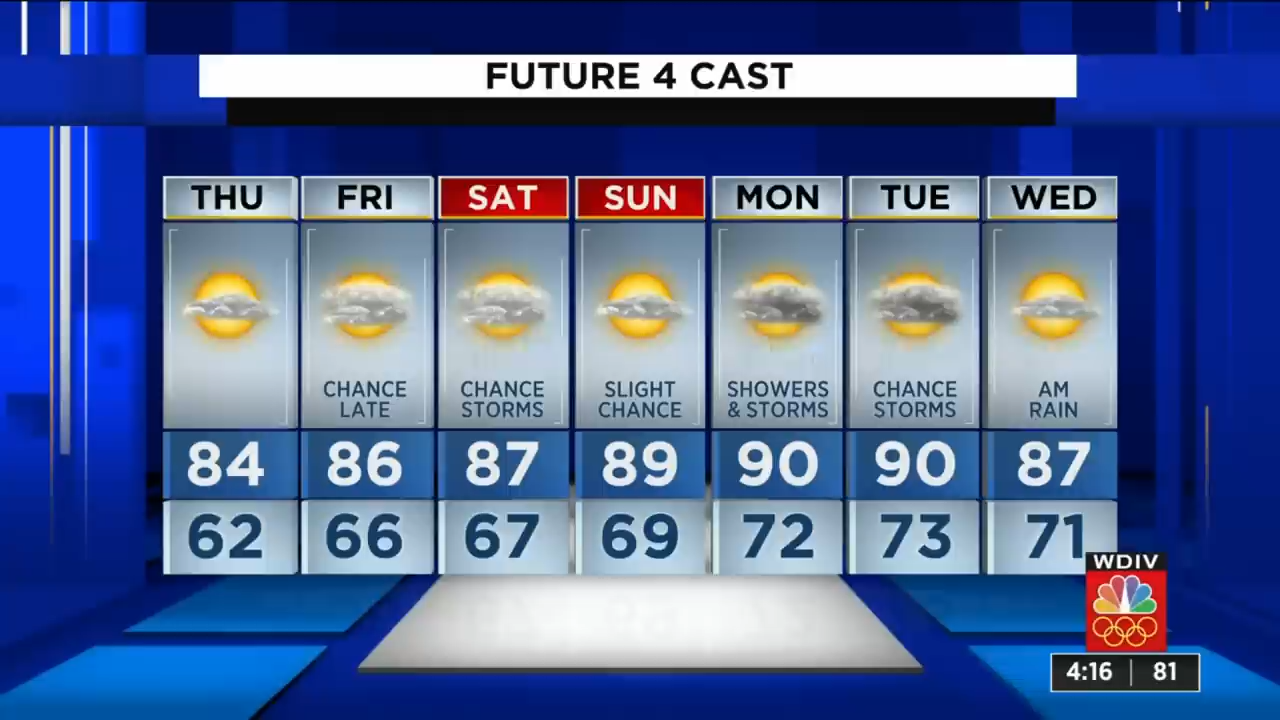 FUTURE 4 CAST
THU FRI SAT SUN MON TUE WED
CHANCE CHANCE SLIGHT SHOWERS CHANCE AM
LATE STORMS CHANCE & STORMS STORMS RAIN
84 86 87 89 90 90 87
62 66 67 69 72 73 71
WDIV
4:16 81